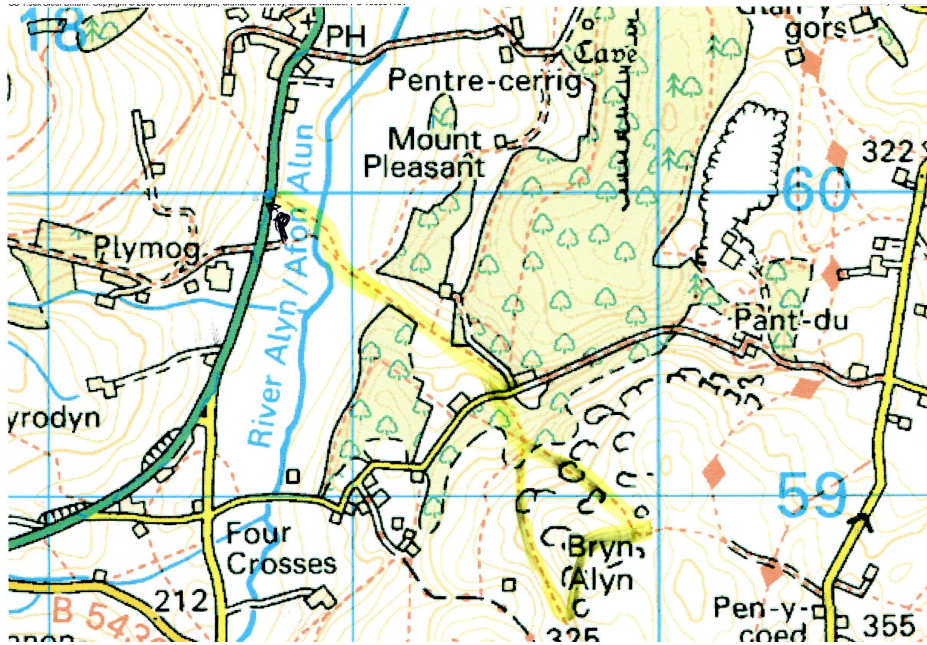 18
PH
Cave
gors
Pentre-cerrig
322
Mount
Pleasant
60
River Alyn / Afon Alun
Plymog
Pant-du
yrodyn
59
Four
Crosses
Bryn
Alyn
212
B 543
Pen-y-
coed
355
325